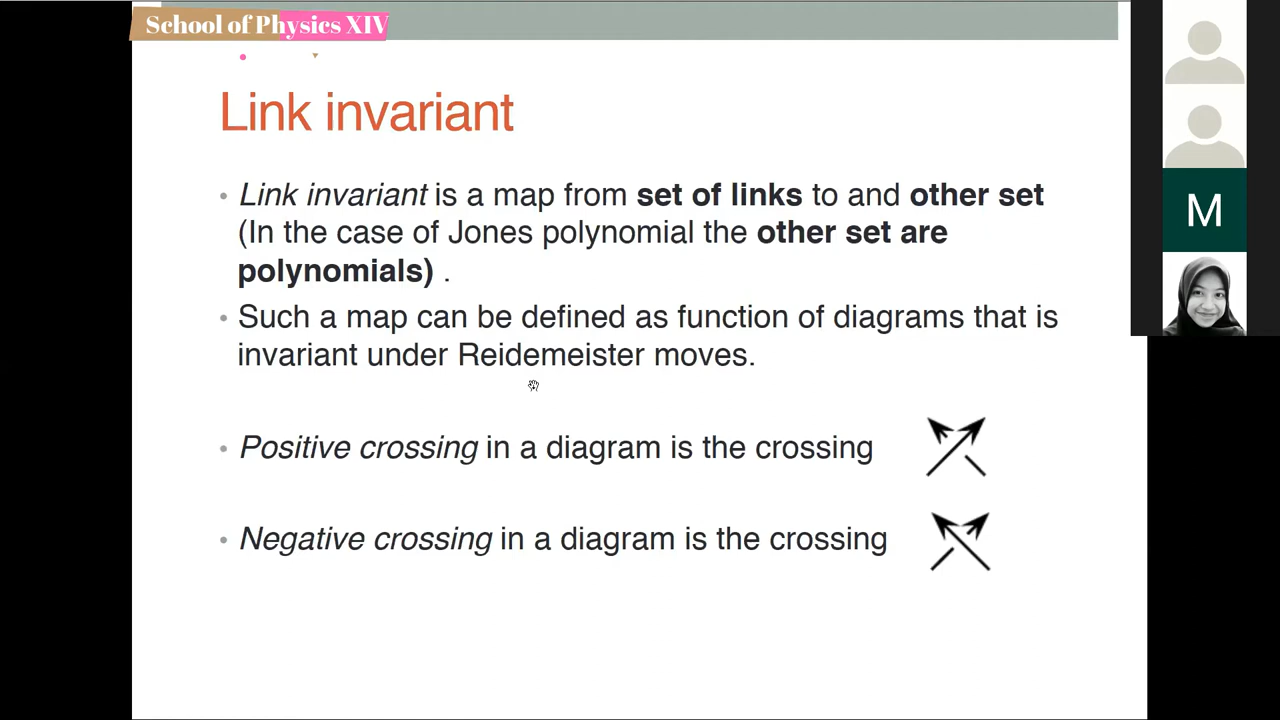 School of Physics XIV
Link invariant
• Link invariant is a map from set of links to and other set
(In the case of Jones polynomial the other set are
polynomials) .
• Such a map can be defined as function of diagrams that is
invariant under Reidemeister moves.
• Positive crossing in a diagram is the crossing
• Negative crossing in a diagram is the crossing
M